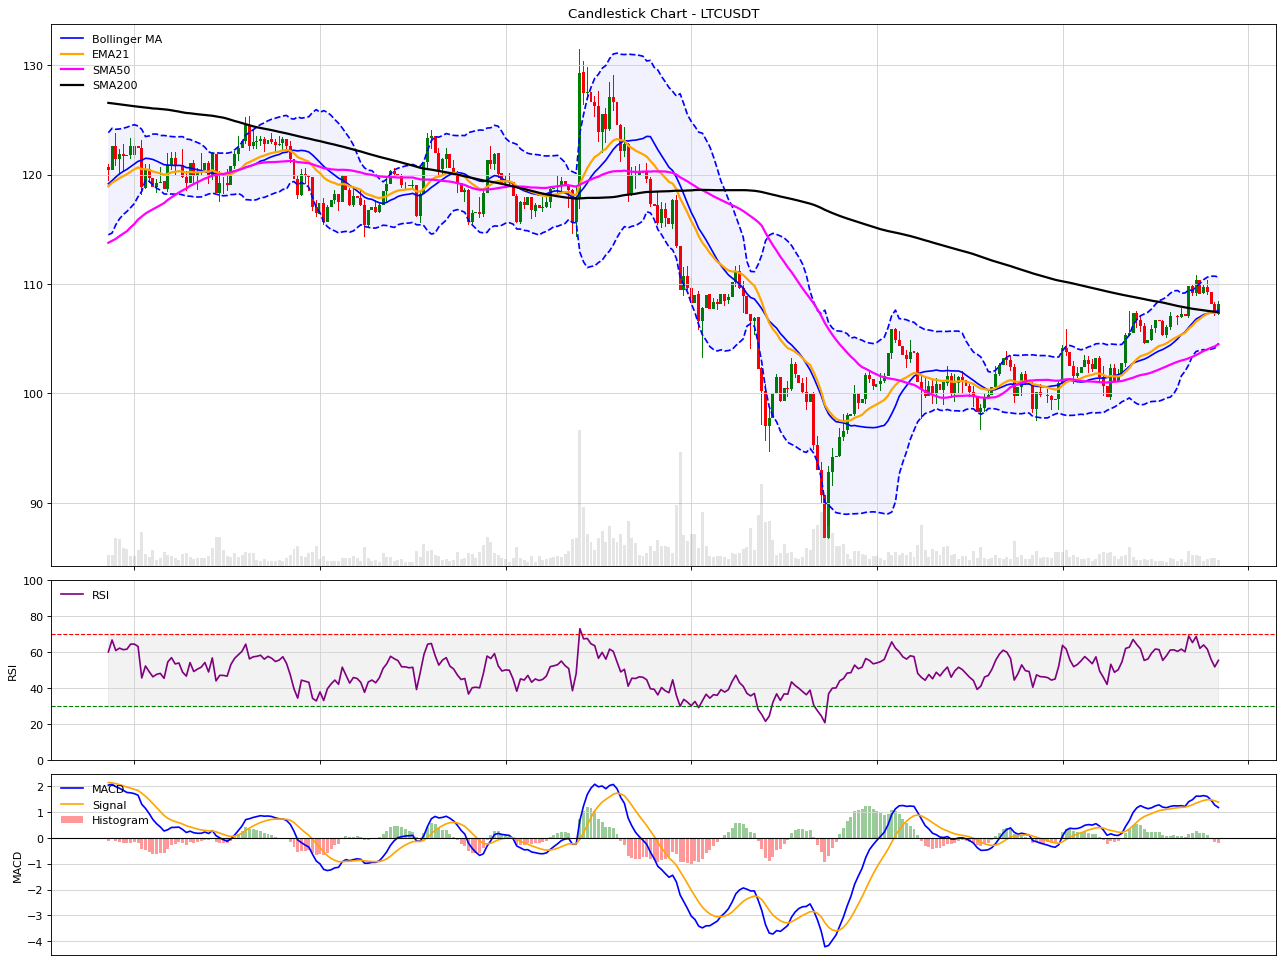 Candlestick Chart - LTCUSDT
Bollinger MA
EMA21
SMA50
SMA200
130
120
110
100
90
RSI
100
80
60
40
20
0
RSI
MACD
Signal
Histogram
2
1
0
−1
−2
−3
−4
MACD